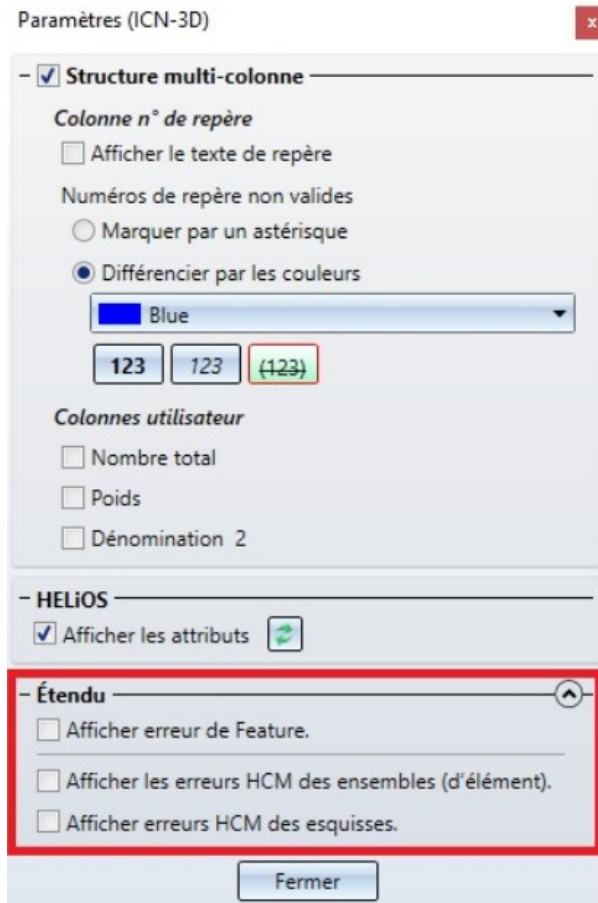 Paramètres (ICN-3D)
x
Structure multi-colonne
Colonne n° de repère
Afficher le texte de repère
Numéros de repère non valides
Marquer par un astérisque
Différencier par les couleurs
Blue
123 123 (123)
Colonnes utilisateur
Nombre total
Poids
Dénomination 2
HELiOS
Afficher les attributs
Étendu
Afficher erreur de Feature.
Afficher les erreurs HCM des ensembles (d'élément).
Afficher erreurs HCM des esquisses.
Fermer